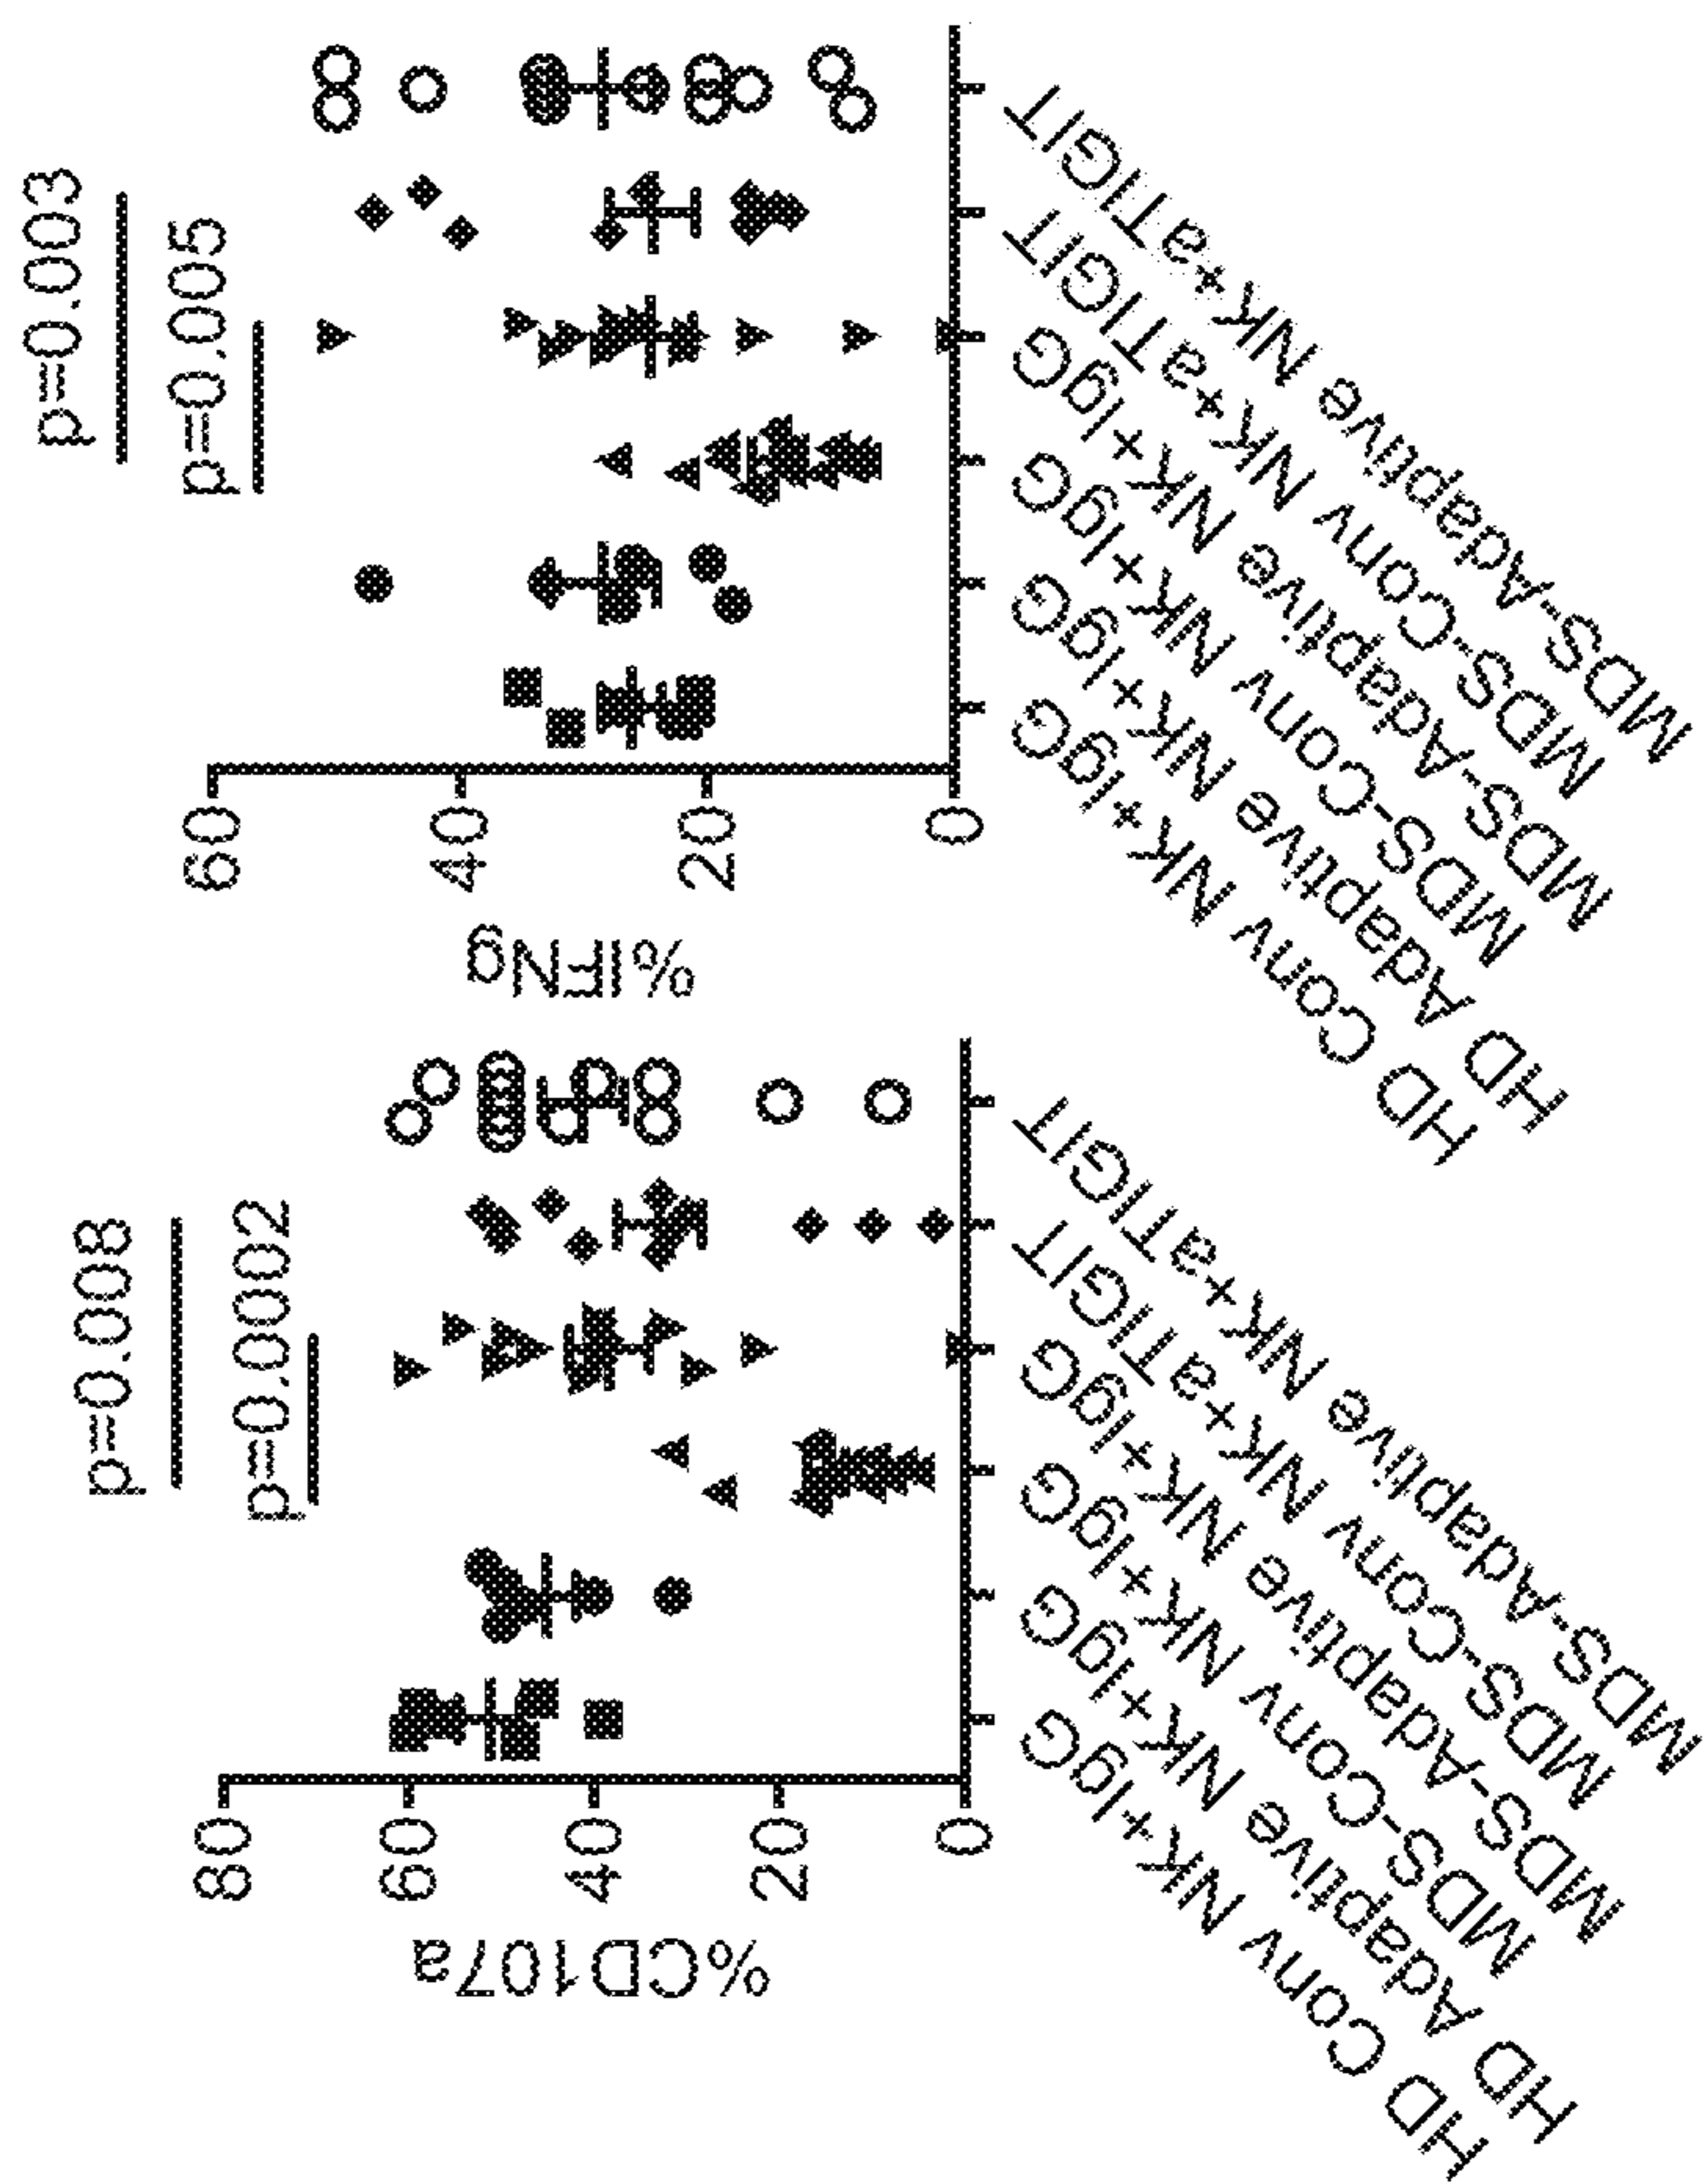 p=0.008
p=0.0002
%CD107a
80
60
40
20
0
HD Conv NK+IgG
HD Adaptive NK+IgG
MDS-Conv NK+IgG
MDS-Adaptive NK+IgG
MDS-Conv NK+aTIGIT
MDS-Adaptive NK+aTIGIT
p=0.003
p=0.005
%IFNg
60
40
20
0
HD Conv NK+IgG
HD Adaptive NK+IgG
MDS-Conv NK+IgG
MDS-Adaptive NK+IgG
MDS-Conv NK+aTIGIT
MDS-Adaptive NK+aTIGIT